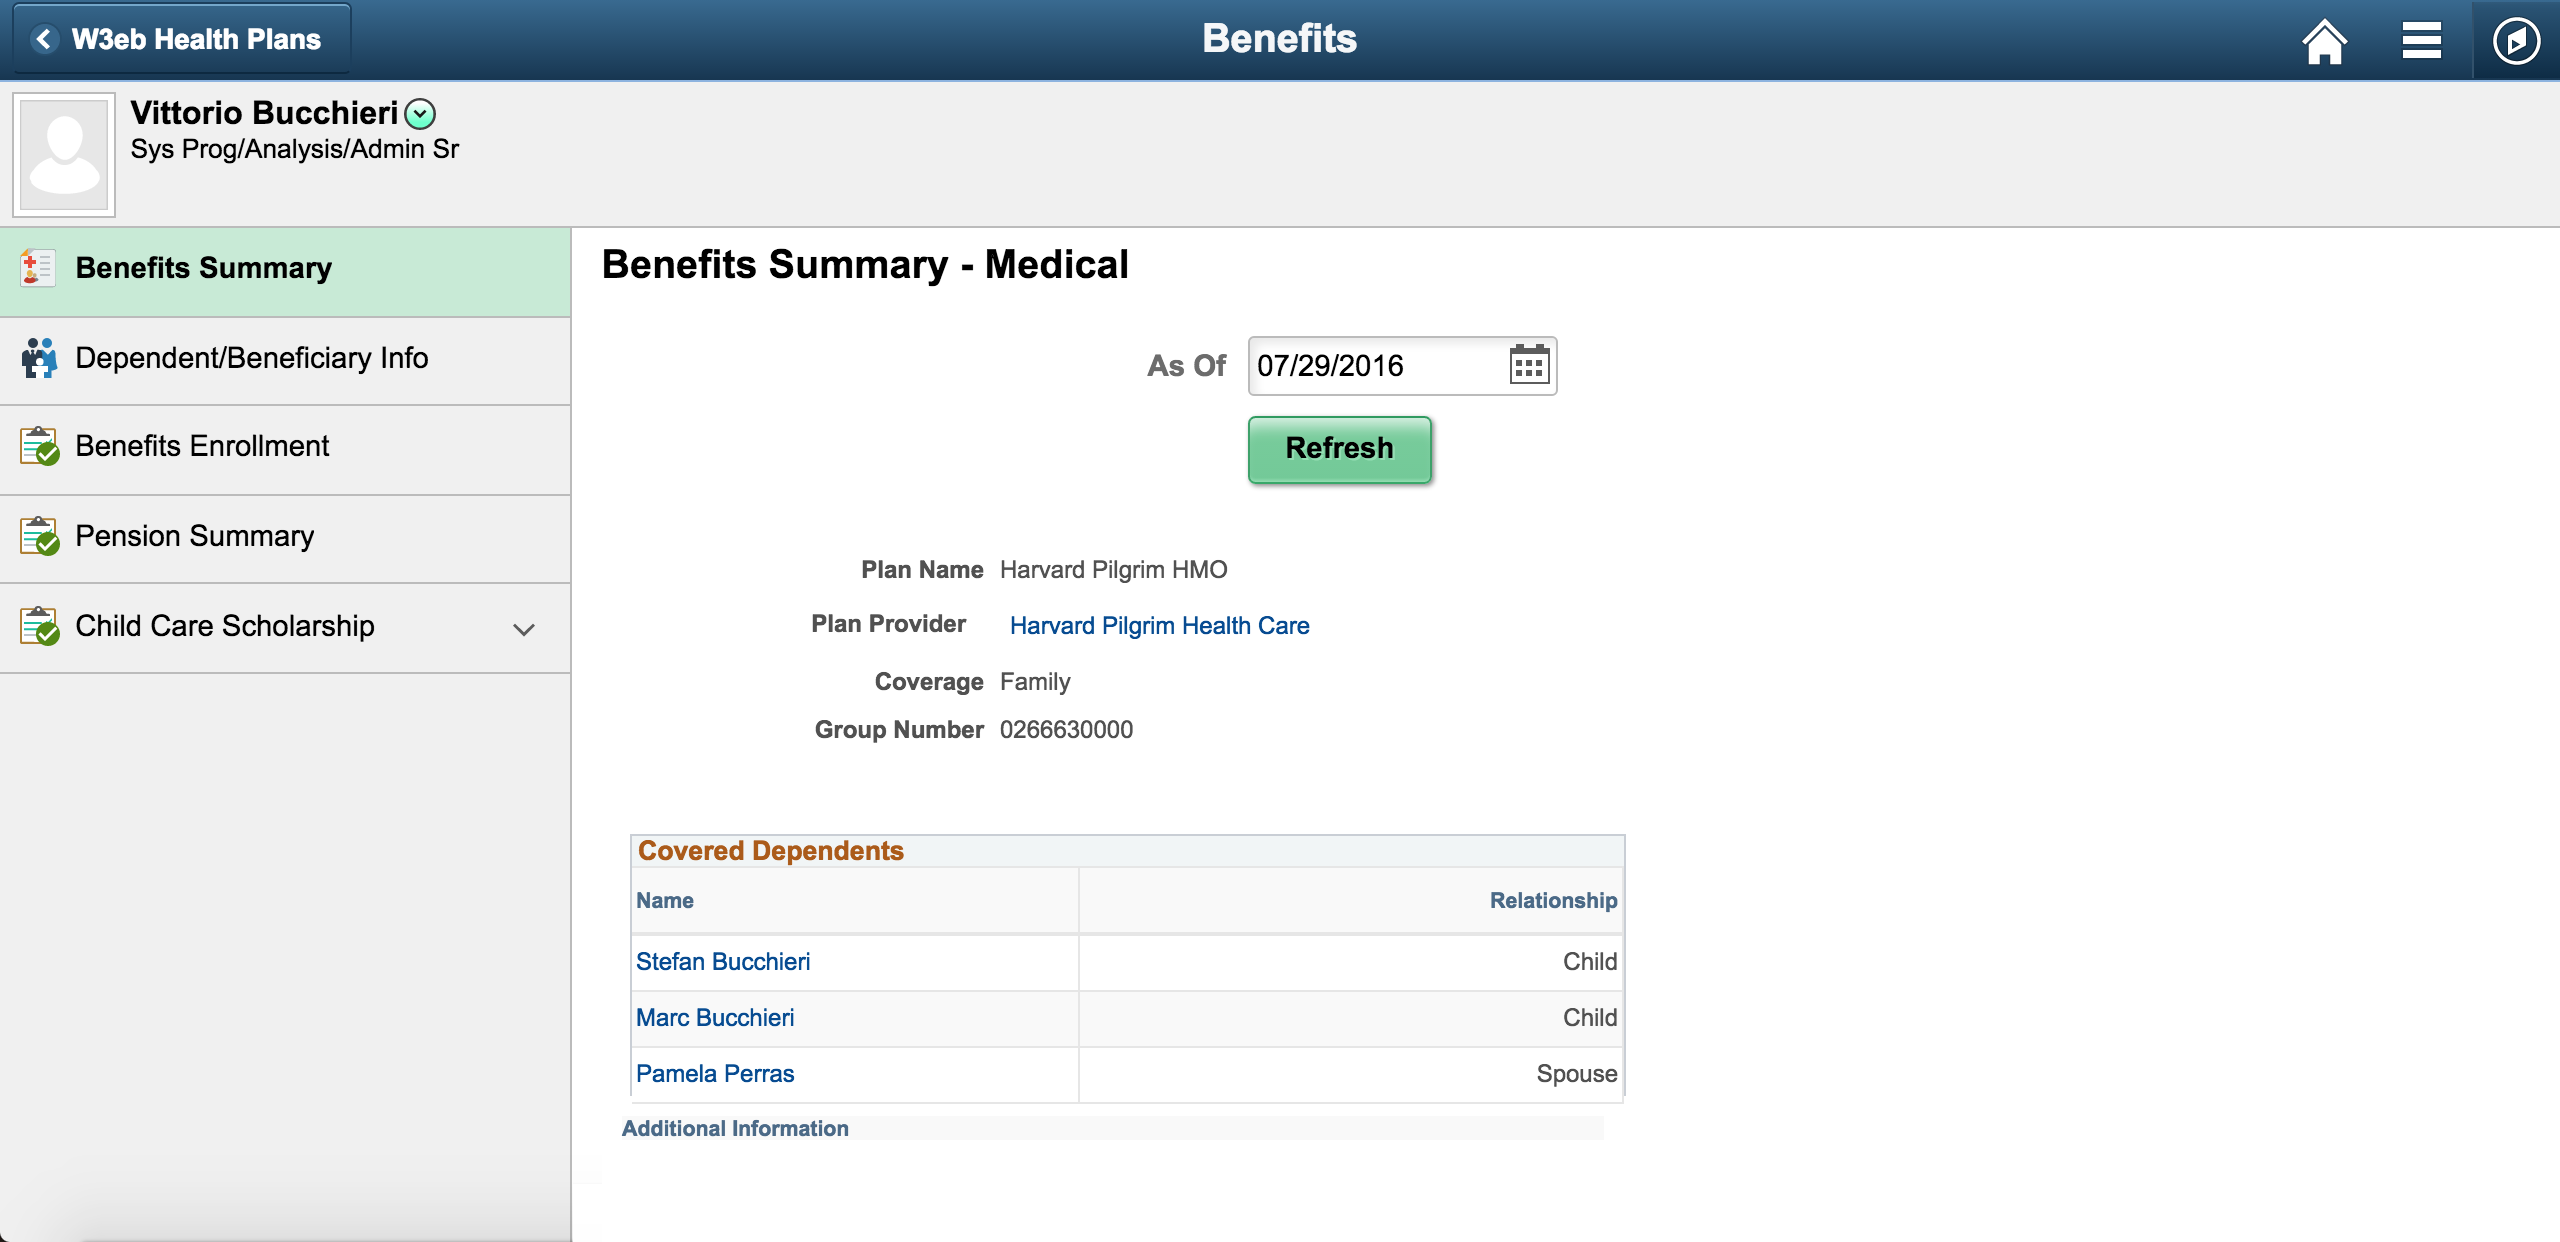 W3eb Health Plans
Benefits
Vittorio Bucchieri
Sys Prog/Analysis/Admin Sr
Benefits Summary
Dependent/Beneficiary Info
Benefits Enrollment
Pension Summary
Child Care Scholarship
Benefits Summary - Medical
As Of 07/29/2016
Refresh
Plan Name Harvard Pilgrim HMO
Plan Provider Harvard Pilgrim Health Care
Coverage Family
Group Number 0266630000
Covered Dependents
Name Relationship
Stefan Bucchieri Child
Marc Bucchieri Child
Pamela Perras Spouse
Additional Information